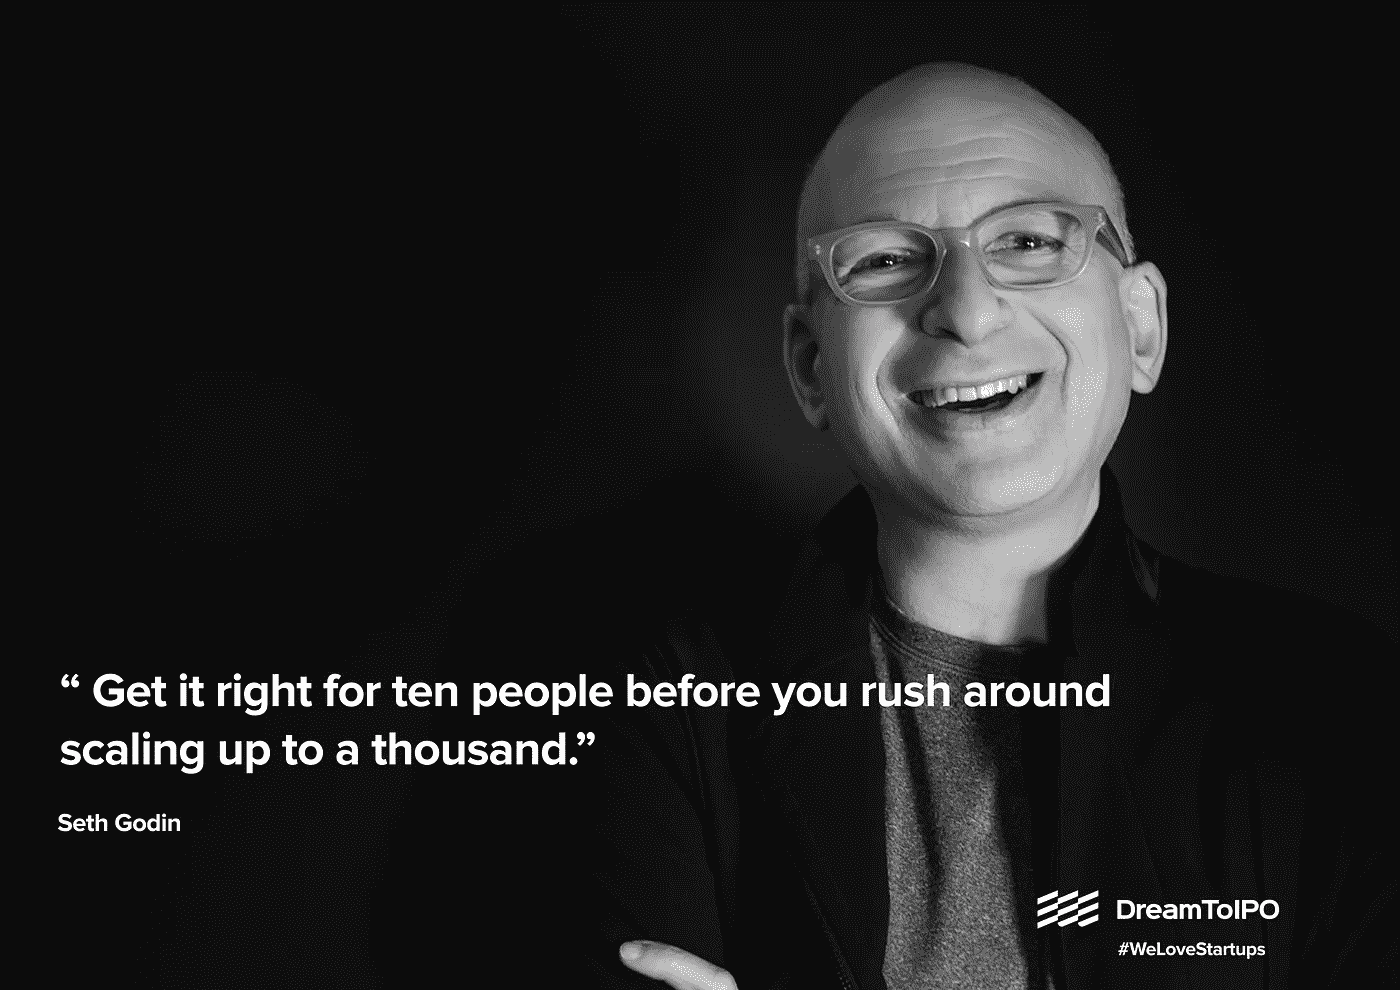 “ Get it right for ten people before you rush around
scaling up to a thousand.”
Seth Godin
DreamToIPO
#WeLoveStartups